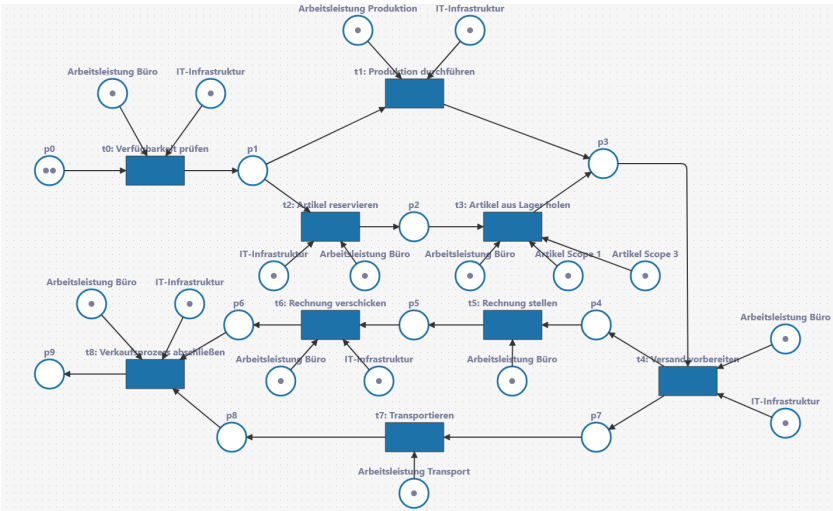 Arbeitsleistung Produktion
IT-Infrastruktur
t1: Produktion durchführen
Arbeitsleistung Büro
IT-Infrastruktur
p0
t0: Verfügbarkeit prüfen
p1
p3
t2: Artikel reservieren
p2
t3: Artikel aus Lager holen
IT-Infrastruktur
Arbeitsleistung Büro
Arbeitsleistung Büro
Artikel Scope 1
Artikel Scope 3
Arbeitsleistung Büro
IT-Infrastruktur
p6
t6: Rechnung verschicken
p5
t5: Rechnung stellen
p4
Arbeitsleistung Büro
p9
t8: Verkaufsprozess abschließen
Arbeitsleistung Büro
IT-Infrastruktur
Arbeitsleistung Büro
t4: Versand vorbereiten
IT-Infrastruktur
p8
t7: Transportieren
p7
Arbeitsleistung Transport